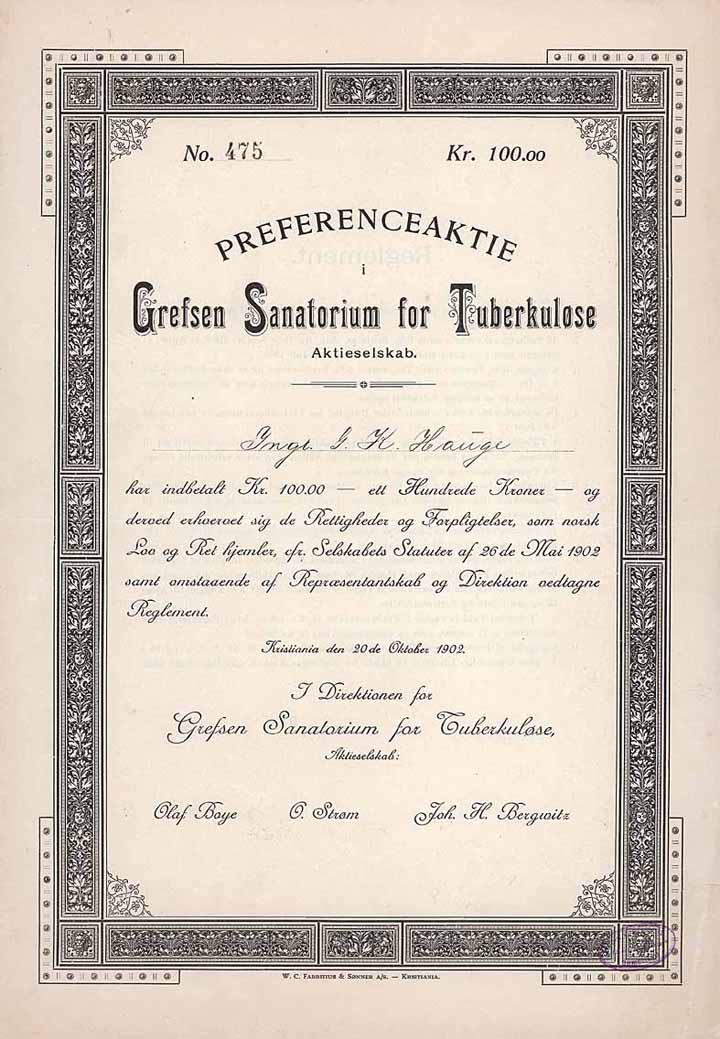 No. 475 Kr. 100.00
PREFERENCEAKTIE
i
Grefsen Sanatorium for Tuberkuløse
Aktieselskab.
Ingl. G. K. Hauge
har indbetalt Kr. 100.00 — ett Hundrede Kroner — og
derved erhvervet sig de Rettigheder og Forpligtelser, som norsk
Lov og Ret hjemler, cfr. Selskabets Statuter af 26de Mai 1902
samt omstaaende af Repræsentantskab og Direktion vedtagne
Reglement.
Kristiania den 20de Oktober 1902.
I Direktionen for
Grefsen Sanatorium for Tuberkuløse,
Aktieselskab:
Olaf Boye O. Strøm Joh. H. Bergwitz
W. C. Fabritius & Sønner A/S. — Kristiania.